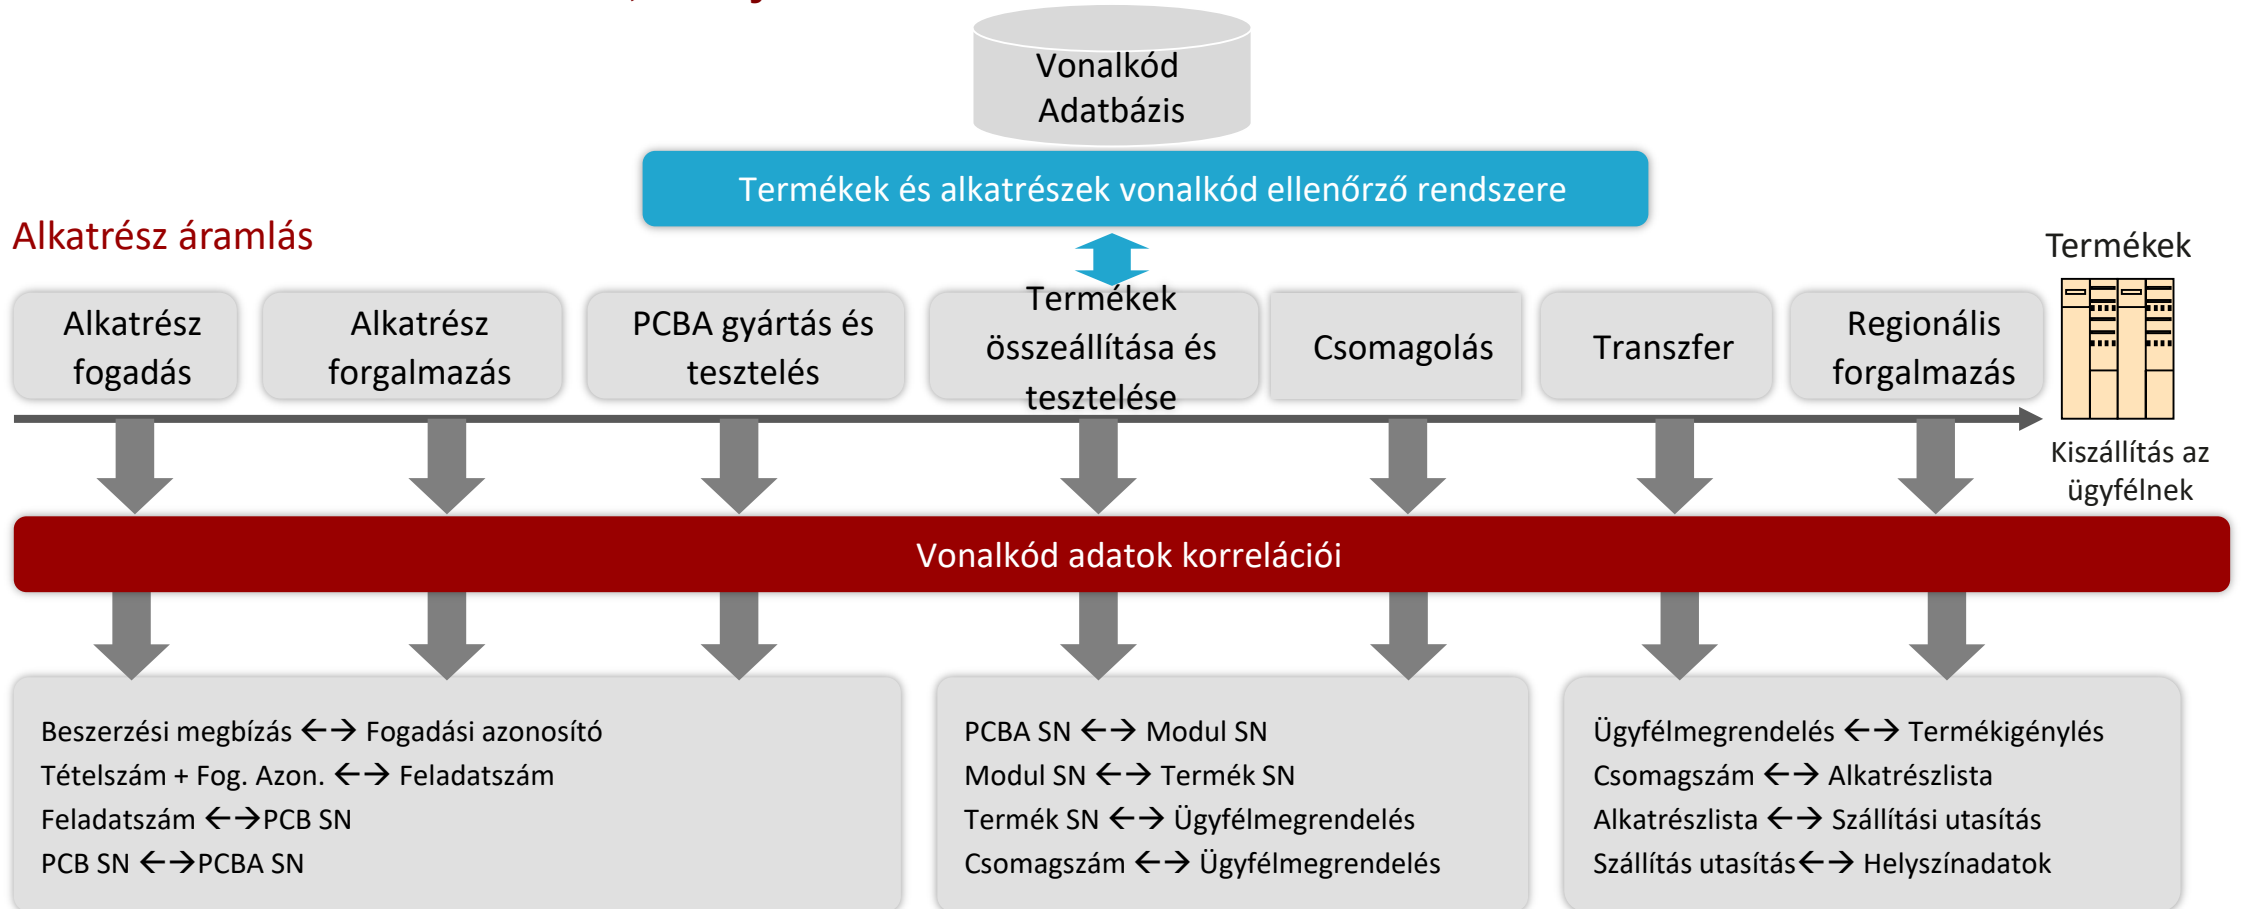 Vonalkód
Adatbázis
Termékek és alkatrészek vonalkód ellenőrző rendszere
Alkatrész áramlás
Termékek
Alkatrész
fogadás
Alkatrész
forgalmazás
PCBA gyártás és
tesztelés
Termékek
összeállítása és
tesztelése
Csomagolás
Transzfer
Regionális
forgalmazás
Kiszállítás az
ügyfélnek
Vonalkód adatok korrelációi
Beszerzési megbízás ←→ Fogadási azonosító
Tételszám + Fog. Azon. ←→ Feladatszám
Feladatszám ←→PCB SN
PCB SN ←→PCBA SN
PCBA SN ←→ Modul SN
Modul SN ←→ Termék SN
Termék SN ←→ Ügyfélmegrendelés
Csomagszám ←→ Ügyfélmegrendelés
Ügyfélmegrendelés ←→ Termékigénylés
Csomagszám ←→ Alkatrészlista
Alkatrészlista ←→ Szállítási utasítás
Szállítás utasítás←→ Helyszínadatok